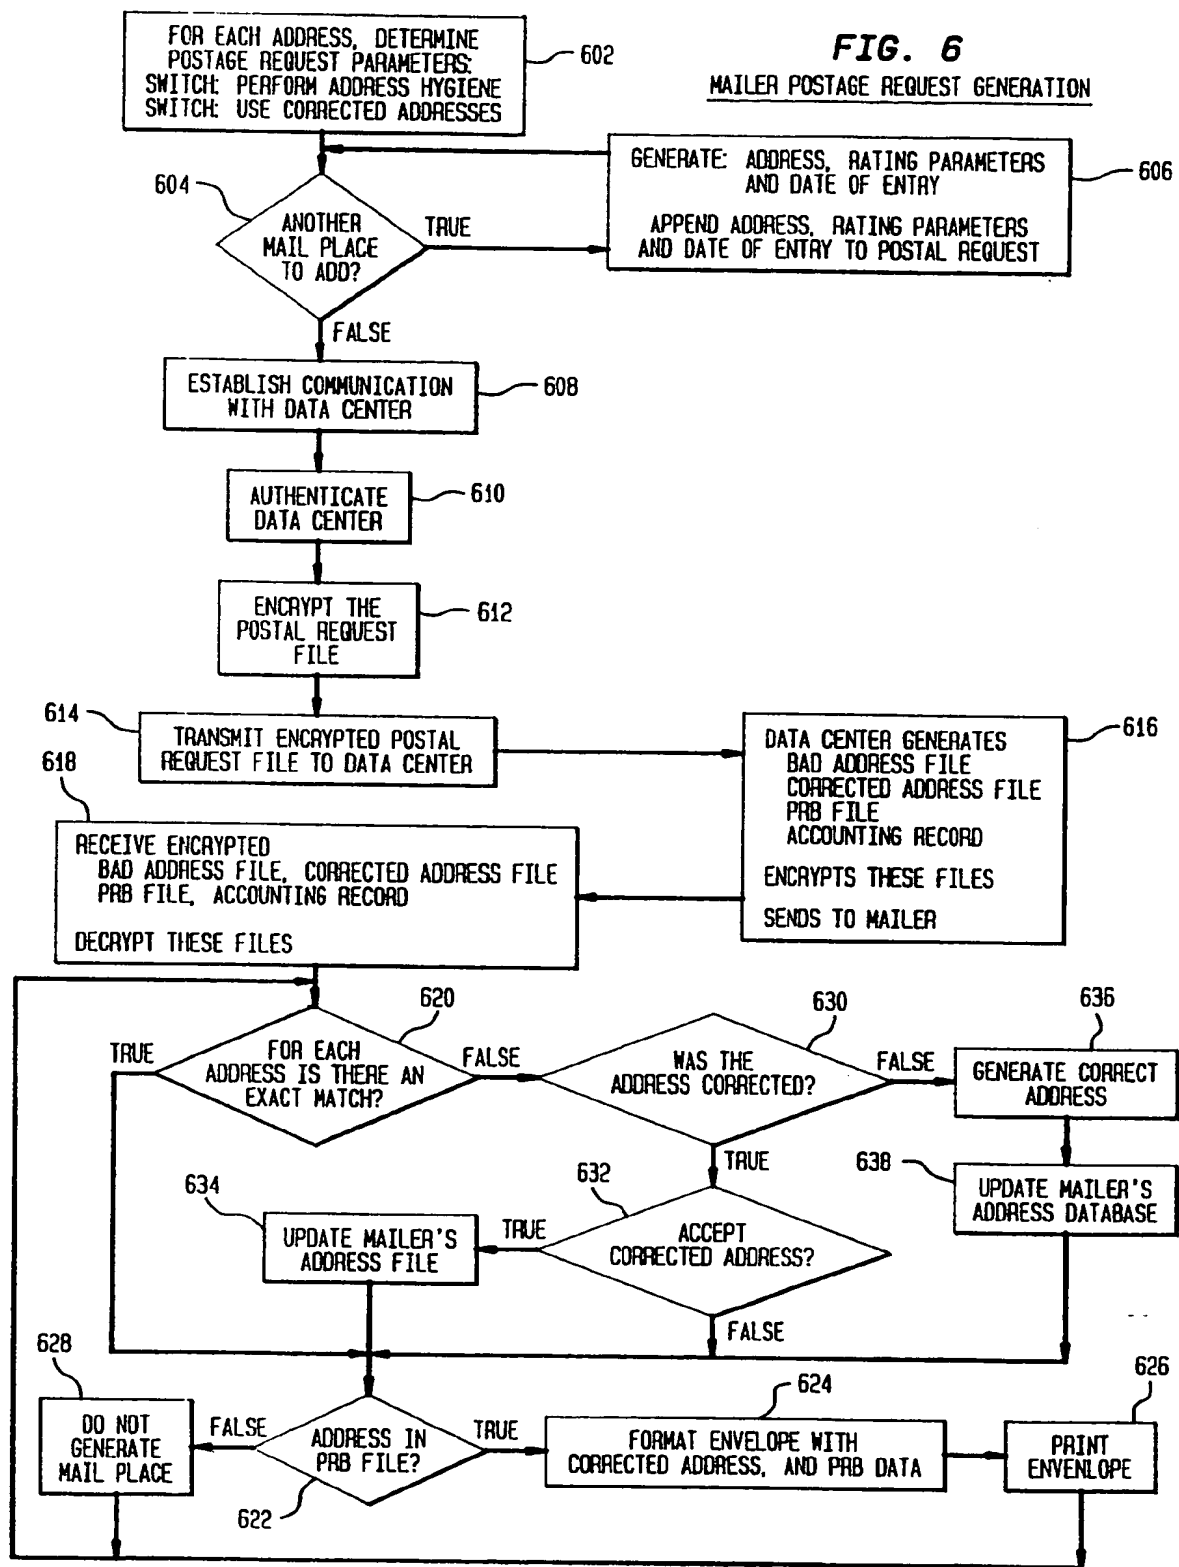 FIG. 6
MAILER POSTAGE REQUEST GENERATION
FOR EACH ADDRESS, DETERMINE
POSTAGE REQUEST PARAMETERS:
SWITCH: PERFORM ADDRESS HYGIENE
SWITCH: USE CORRECTED ADDRESSES
602
604
ANOTHER
MAIL PLACE
TO ADD?
TRUE
FALSE
GENERATE: ADDRESS, RATING PARAMETERS
AND DATE OF ENTRY
APPEND ADDRESS, RATING PARAMETERS
AND DATE OF ENTRY TO POSTAL REQUEST
606
ESTABLISH COMMUNICATION
WITH DATA CENTER
608
AUTHENTICATE
DATA CENTER
610
ENCRYPT THE
POSTAL REQUEST
FILE
612
614
TRANSMIT ENCRYPTED POSTAL
REQUEST FILE TO DATA CENTER
DATA CENTER GENERATES
BAD ADDRESS FILE
CORRECTED ADDRESS FILE
PRB FILE
ACCOUNTING RECORD
ENCRYPTS THESE FILES
SENDS TO MAILER
616
618
RECEIVE ENCRYPTED
BAD ADDRESS FILE, CORRECTED ADDRESS FILE
PRB FILE, ACCOUNTING RECORD
DECRYPT THESE FILES
620
TRUE
FOR EACH
ADDRESS IS THERE AN
EXACT MATCH?
FALSE
630
WAS THE
ADDRESS CORRECTED?
FALSE
TRUE
636
GENERATE CORRECT
ADDRESS
638
UPDATE MAILER'S
ADDRESS DATABASE
632
ACCEPT
CORRECTED ADDRESS?
TRUE
FALSE
634
UPDATE MAILER'S
ADDRESS FILE
628
DO NOT
GENERATE
MAIL PLACE
FALSE
ADDRESS IN
PRB FILE?
622
TRUE
624
FORMAT ENVELOPE WITH
CORRECTED ADDRESS, AND PRB DATA
626
PRINT
ENVENLOPE